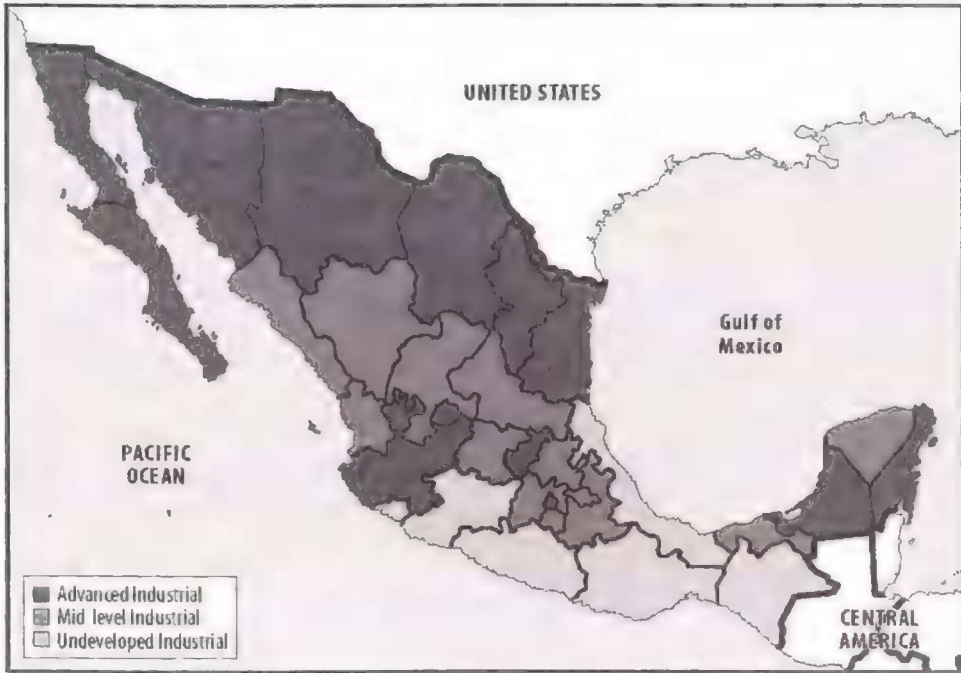 UNITED STATES
Gulf of
Mexico
PACIFIC
OCEAN
Advanced Industrial
Mid level Industrial
Undeveloped Industrial
CENTRAL
AMERICA